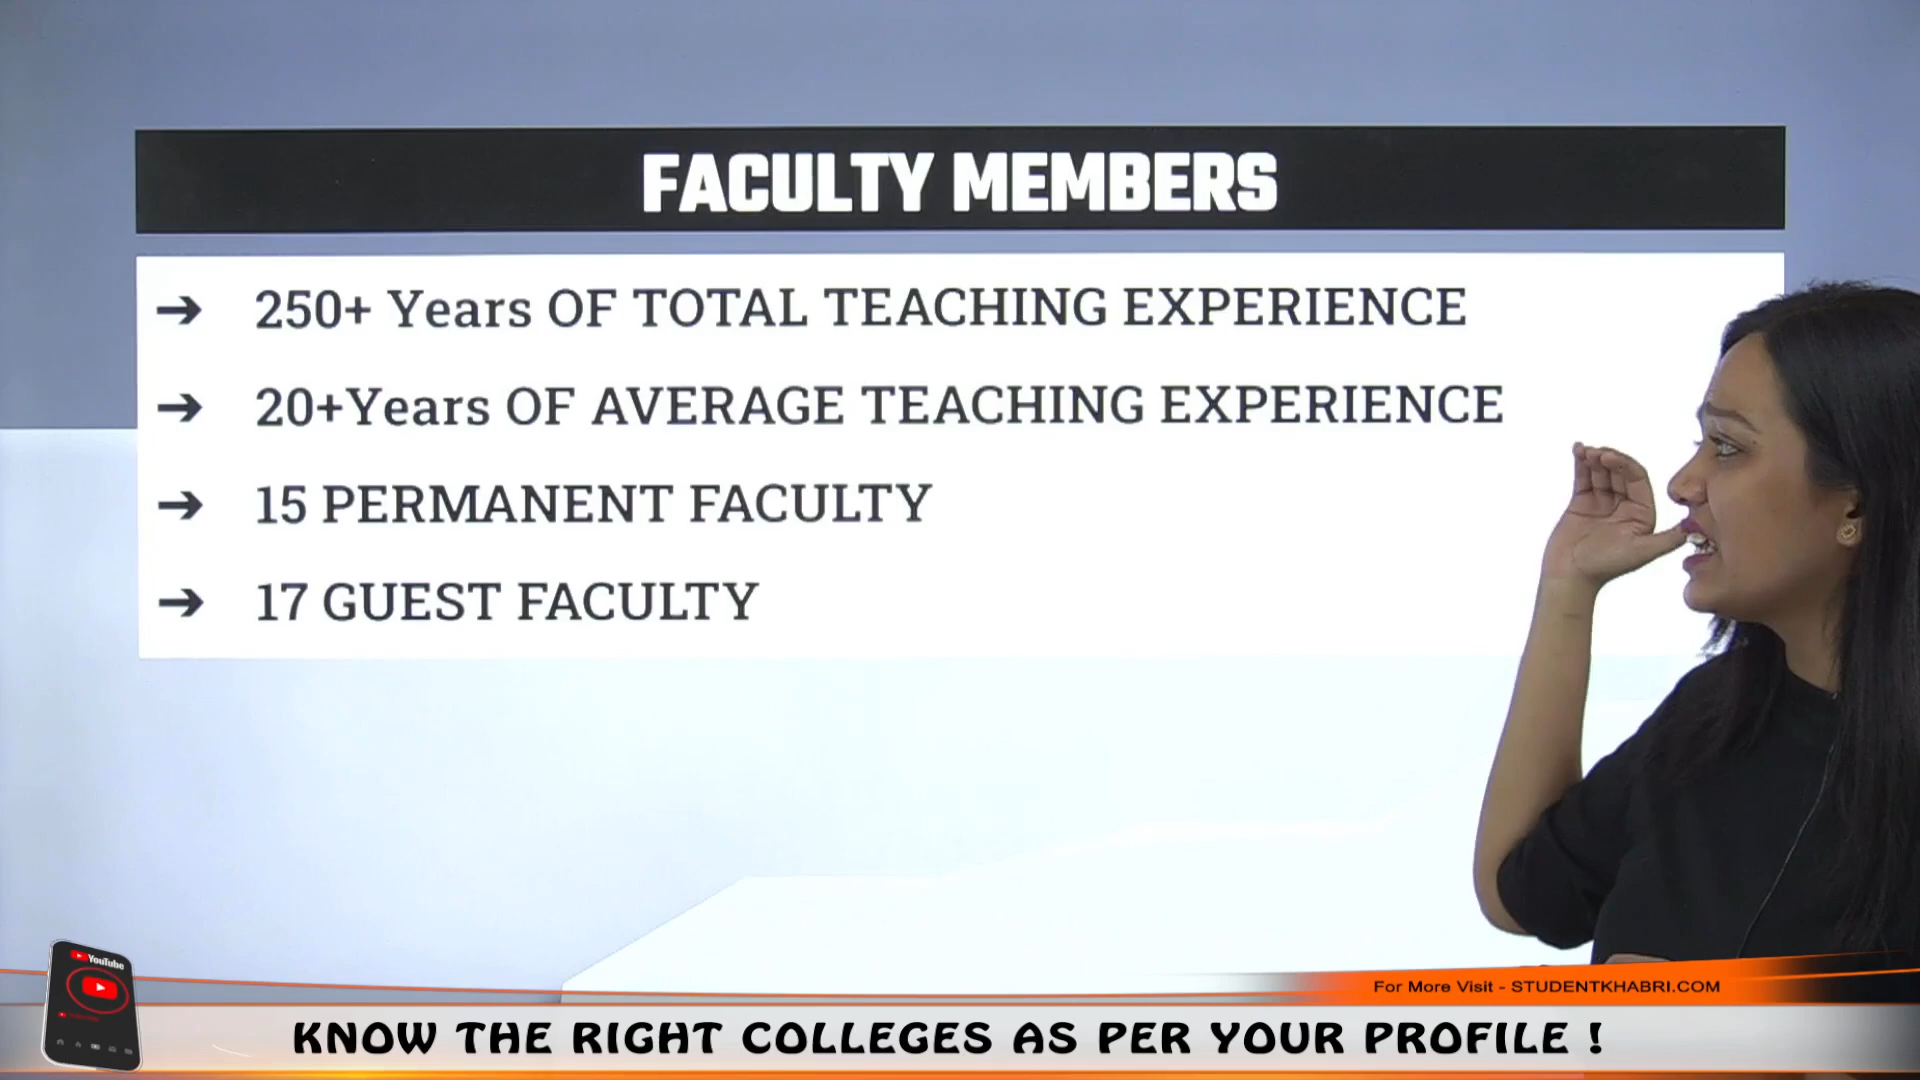 FACULTY MEMBERS
➔ 250+ Years OF TOTAL TEACHING EXPERIENCE
➔ 20+Years OF AVERAGE TEACHING EXPERIENCE
➔ 15 PERMANENT FACULTY
➔ 17 GUEST FACULTY
YouTube
For More Visit - STUDENTKHABRI.COM
KNOW THE RIGHT COLLEGES AS PER YOUR PROFILE !